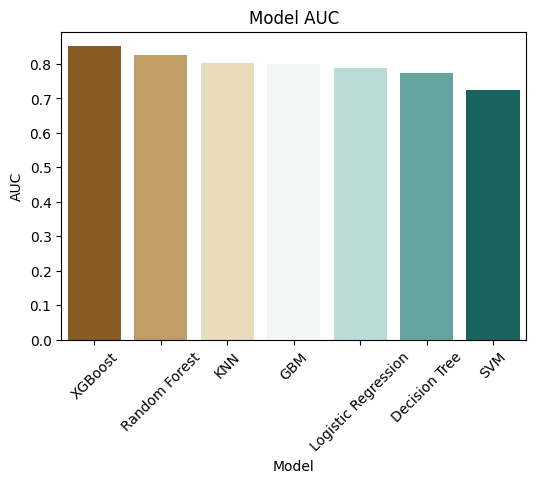 Model AUC
AUC
0.8
0.7
0.6
0.5
0.4
0.3
0.2
0.1
0.0
XGBoost
Random Forest
KNN
GBM
Logistic Regression
Decision Tree
SVM
Model